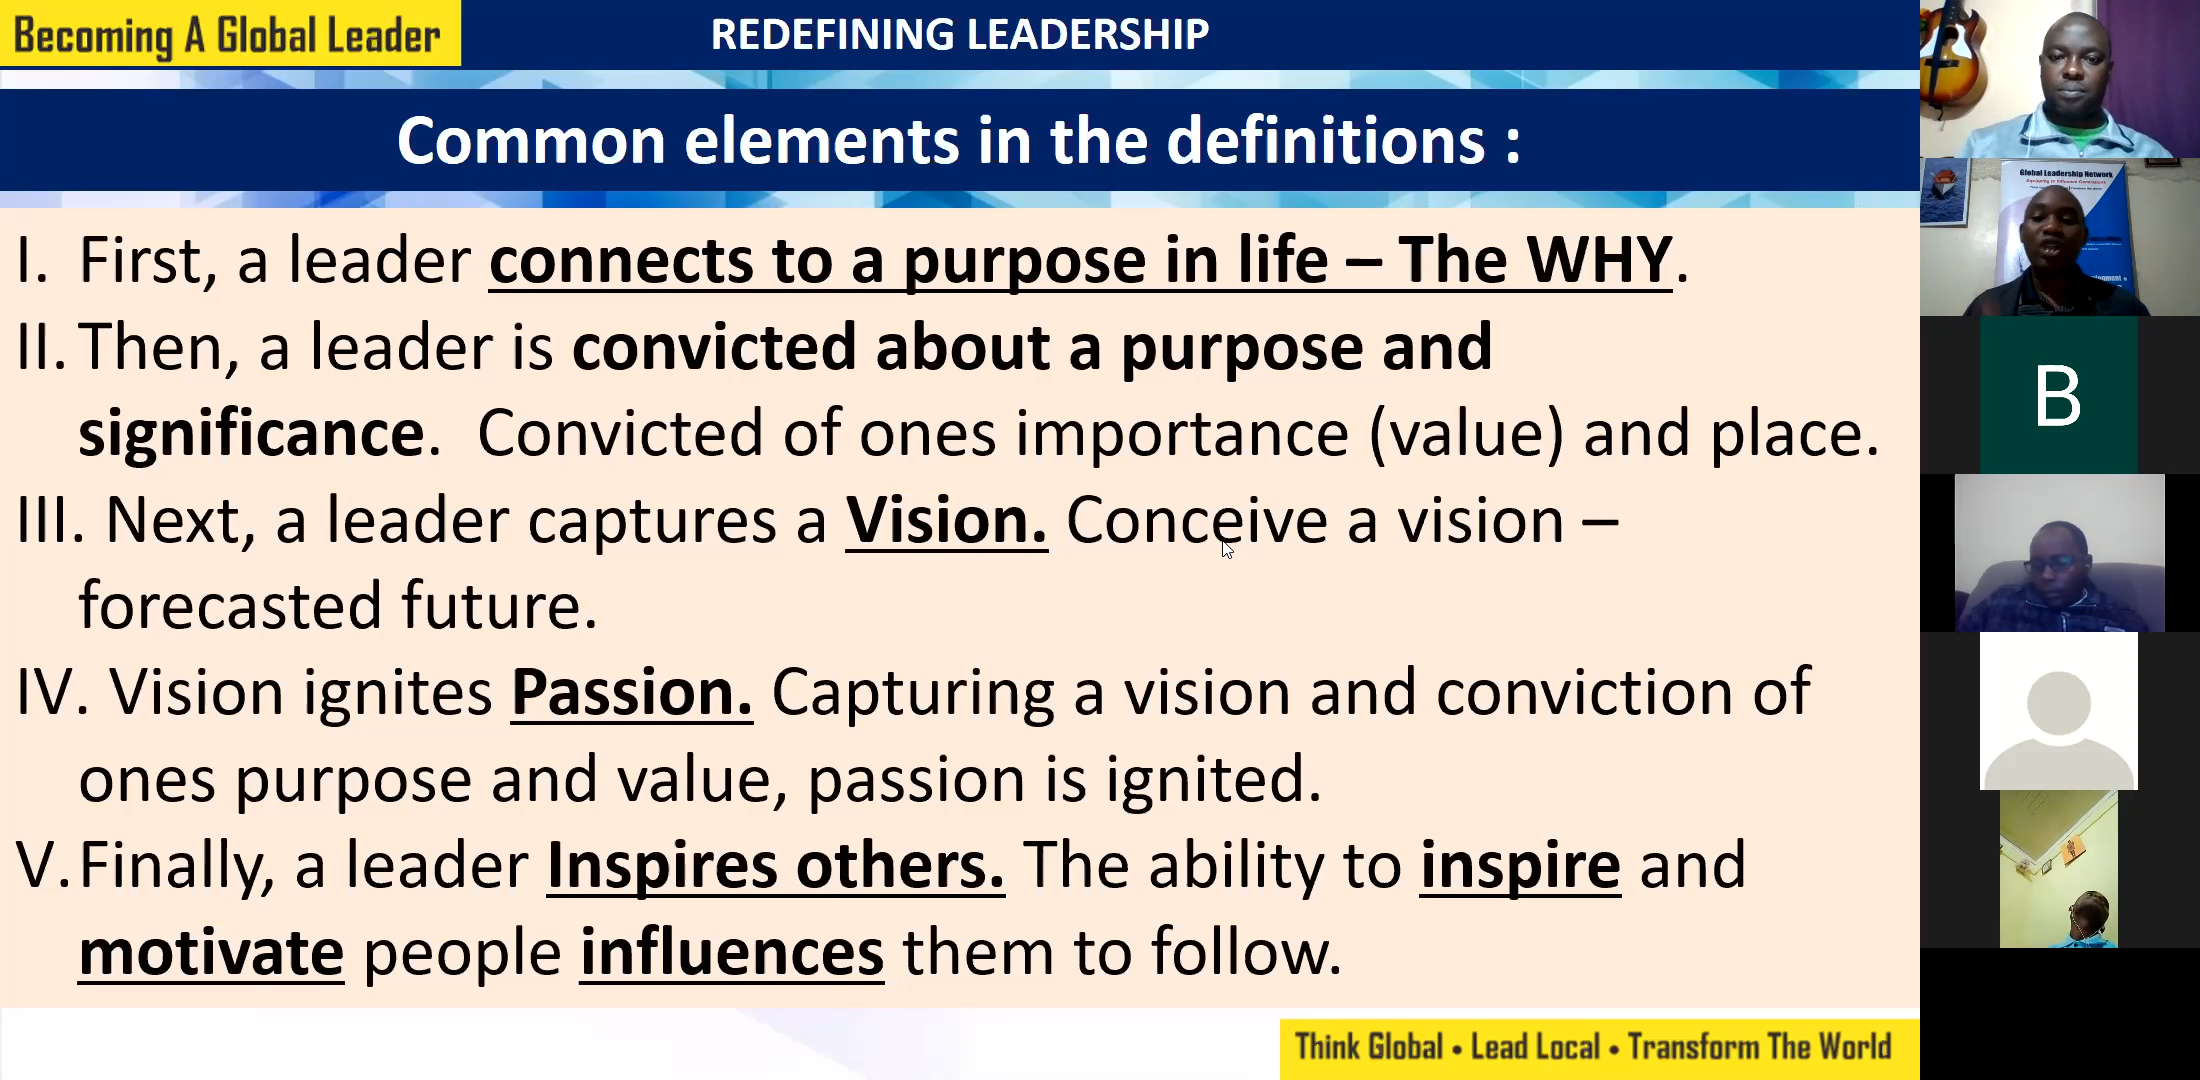 Becoming A Global Leader
REDEFINING LEADERSHIP
Common elements in the definitions :
I. First, a leader connects to a purpose in life – The WHY.
II. Then, a leader is convicted about a purpose and
significance. Convicted of ones importance (value) and place.
III. Next, a leader captures a Vision. Conceive a vision –
forecasted future.
IV. Vision ignites Passion. Capturing a vision and conviction of
ones purpose and value, passion is ignited.
V. Finally, a leader Inspires others. The ability to inspire and
motivate people influences them to follow.
Think Global • Lead Local • Transform The World
Global Leadership Network
B